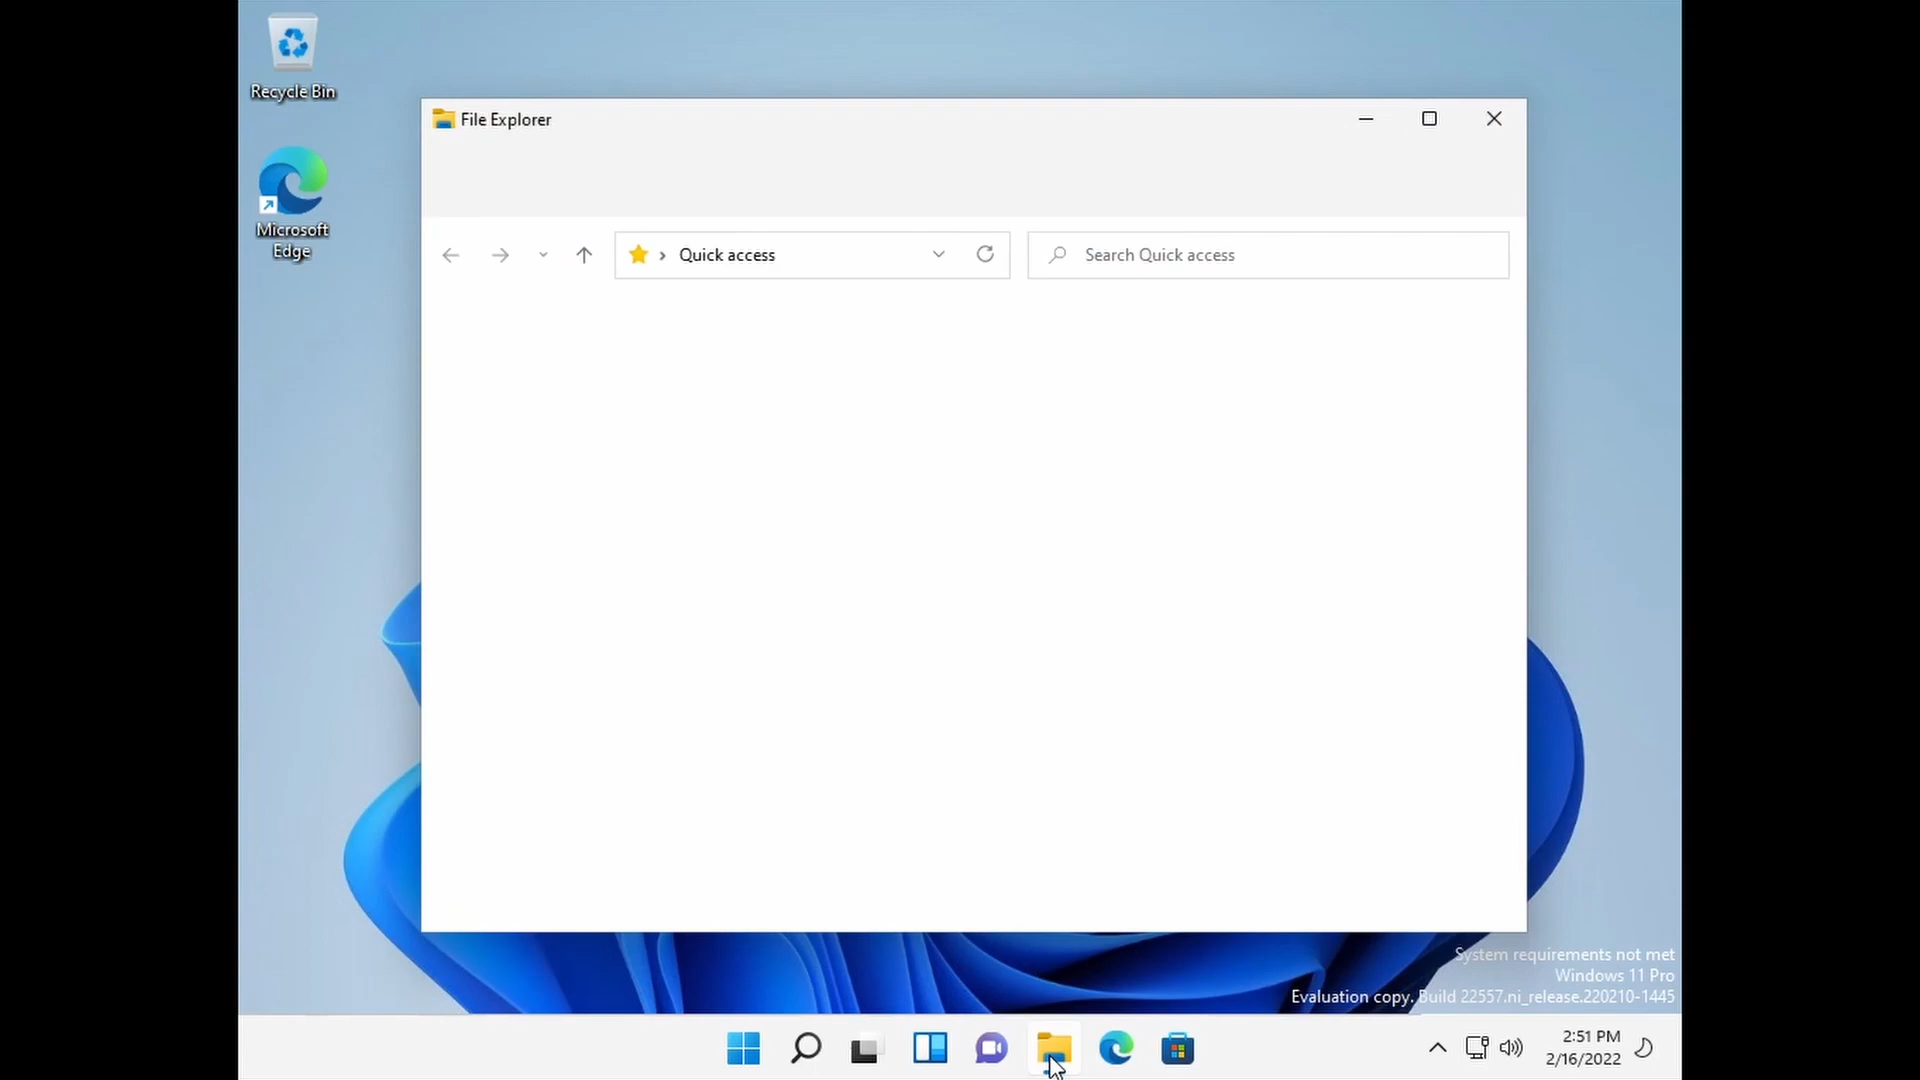 Recycle Bin
Microsoft
Edge
File Explorer
Quick access
Search Quick access
System requirements not met
Windows 11 Pro
Evaluation copy. Build 22557.ni_release.220210-1445
2:51 PM
2/16/2022